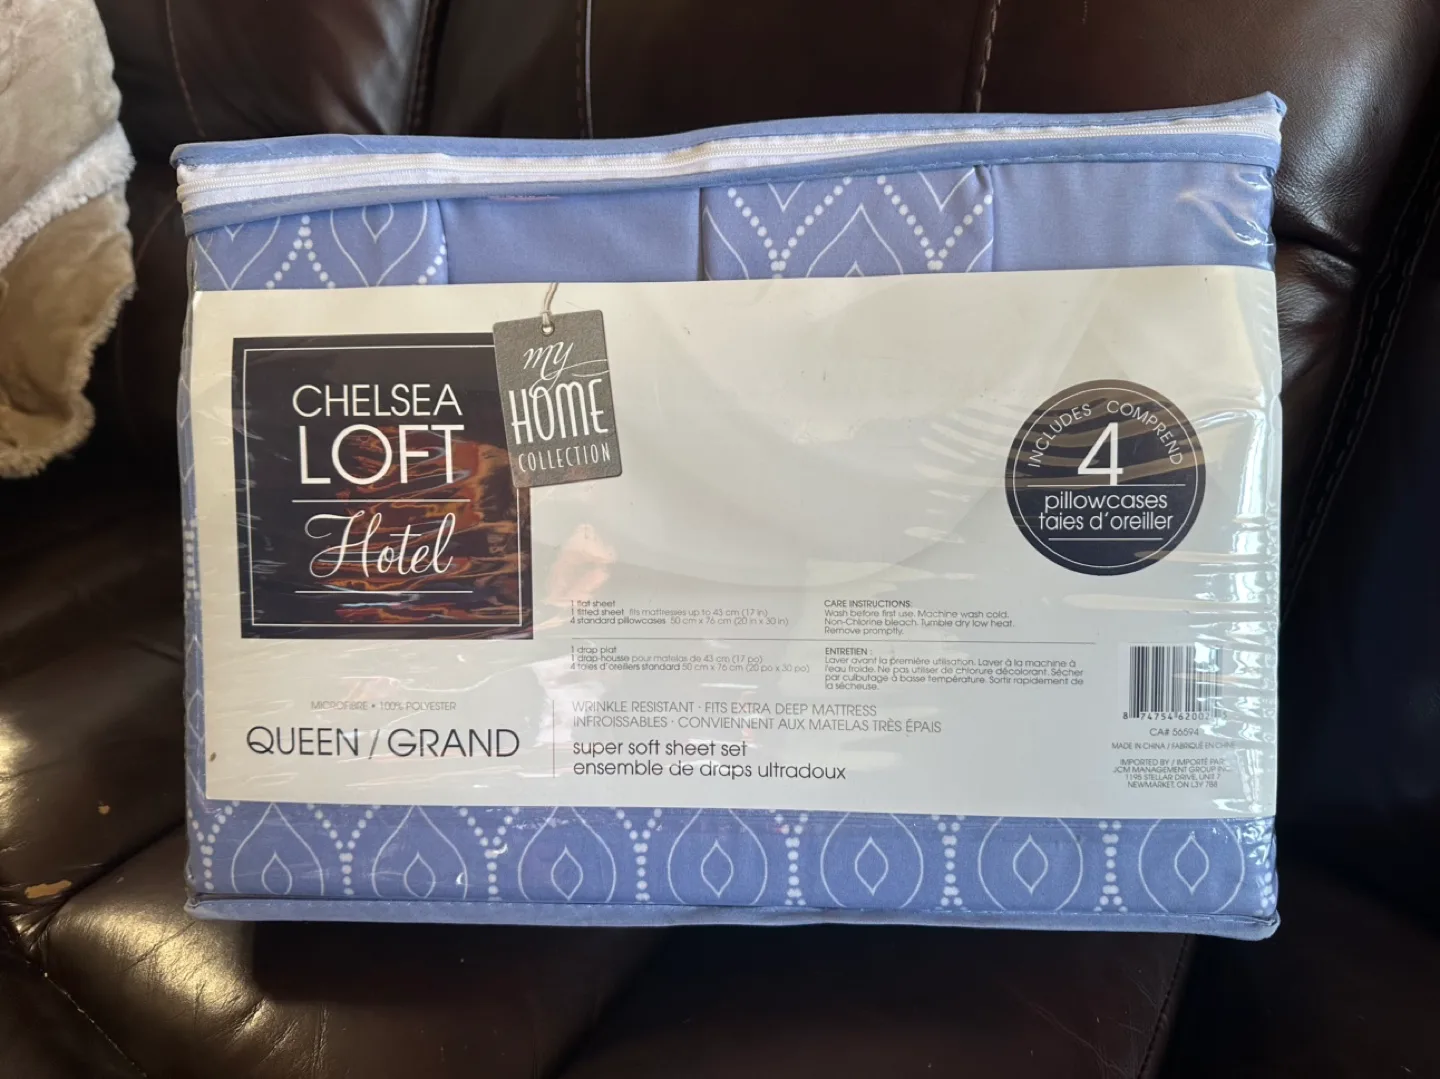 CHELSEA
LOFT
Hotel
my
HOME
COLLECTION
INCLUDES COMPREND
4
pillowcases
taies d'oreiller
1 flat sheet
1 fitted sheet fits mattresses up to 43 cm (17 in)
4 standard pillowcases 50 cm x 76 cm (20 in x 30 in)
1 drap plat
1 drap-housse pour matelas de 43 cm (17 po)
4 taies d'oreillers standard 50 cm x 76 cm (20 po x 30 po)
CARE INSTRUCTIONS:
Wash before first use. Machine wash cold.
Non-Chlorine bleach. Tumble dry low heat.
Remove promptly.
ENTRETIEN :
Laver avant la première utilisation. Laver à la machine à
l'eau froide. Ne pas utiliser de chlorure décolorant. Sécher
par culbutage à basse température. Sortir rapidement de
la sécheuse.
MICROFIBRE • 100% POLYESTER
QUEEN / GRAND
WRINKLE RESISTANT · FITS EXTRA DEEP MATTRESS
INFROISSABLES · CONVIENNENT AUX MATELAS TRÈS ÉPAIS
super soft sheet set
ensemble de draps ultradoux
8 74754 62002 5
CA# 56594
MADE IN CHINA / FABRIQUÉ EN CHINE
IMPORTED BY / IMPORTÉ PAR:
JCM MANAGEMENT GROUP INC.
1195 STELLAR DRIVE, UNIT 7
NEWMARKET, ON L3Y 7B8